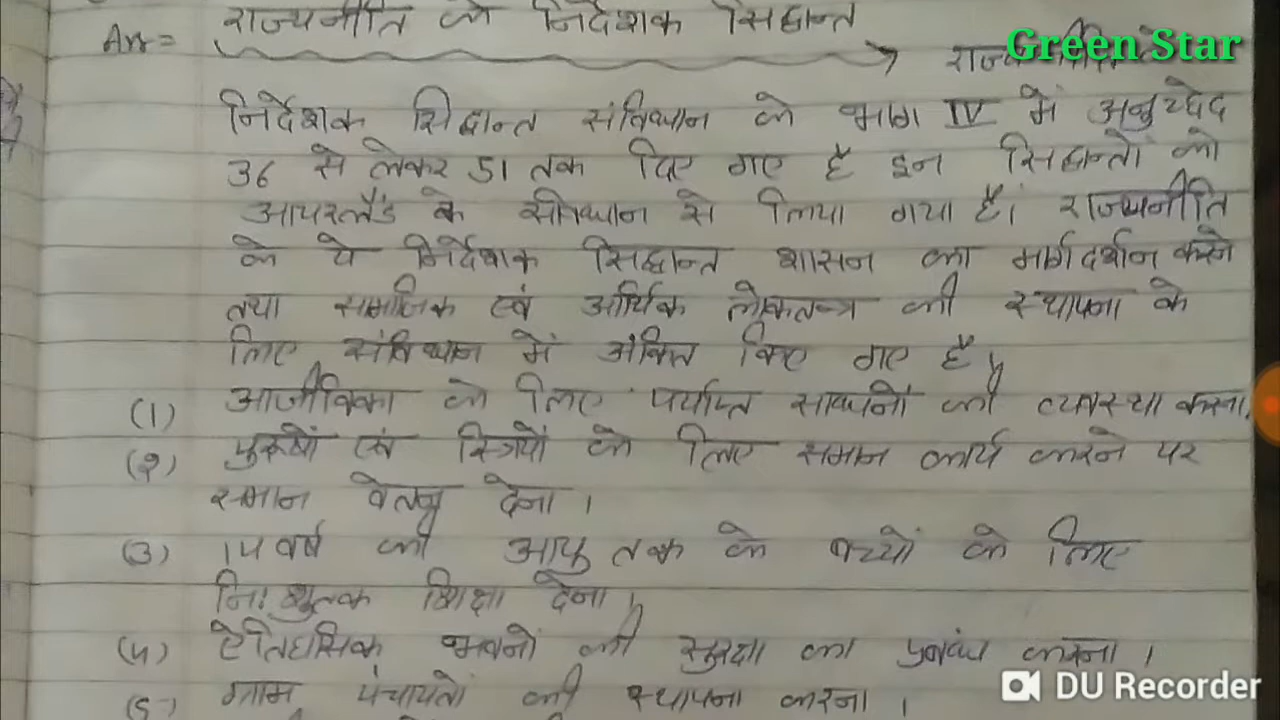 Ans = राज्यनीति के निर्देशक सिद्धान्त
Green Star
→ राज्य
निर्देशक सिद्धान्त संविधान के भाग IV में अनुच्छेद
36 से लेकर 51 तक दिए गए है इन सिद्धान्तों को
आयरलैंड के संविधान से लिया गया है। राज्यनीति
के ये निर्देशक सिद्धान्त शासन का मार्गदर्शन करने
तथा समाजिक एवं आर्थिक लोकतन्त्र की स्थापना के
लिए संविधान में अंकित किए गए है।
(1) आजीविका के लिए पर्याप्त साधनों की व्यवस्था करना।
(2) पुरूषों एवं स्त्रियों के लिए समान कार्य करने पर
समान वेतन देना।
(3) 14 वर्ष की आयु तक के बच्चों के लिए
निः शुल्क शिक्षा देना।
(4) ऐतिहासिक भवनों की सुरक्षा का प्रबंध करना।
(5) ग्राम पंचायतों की स्थापना करना।
DU Recorder